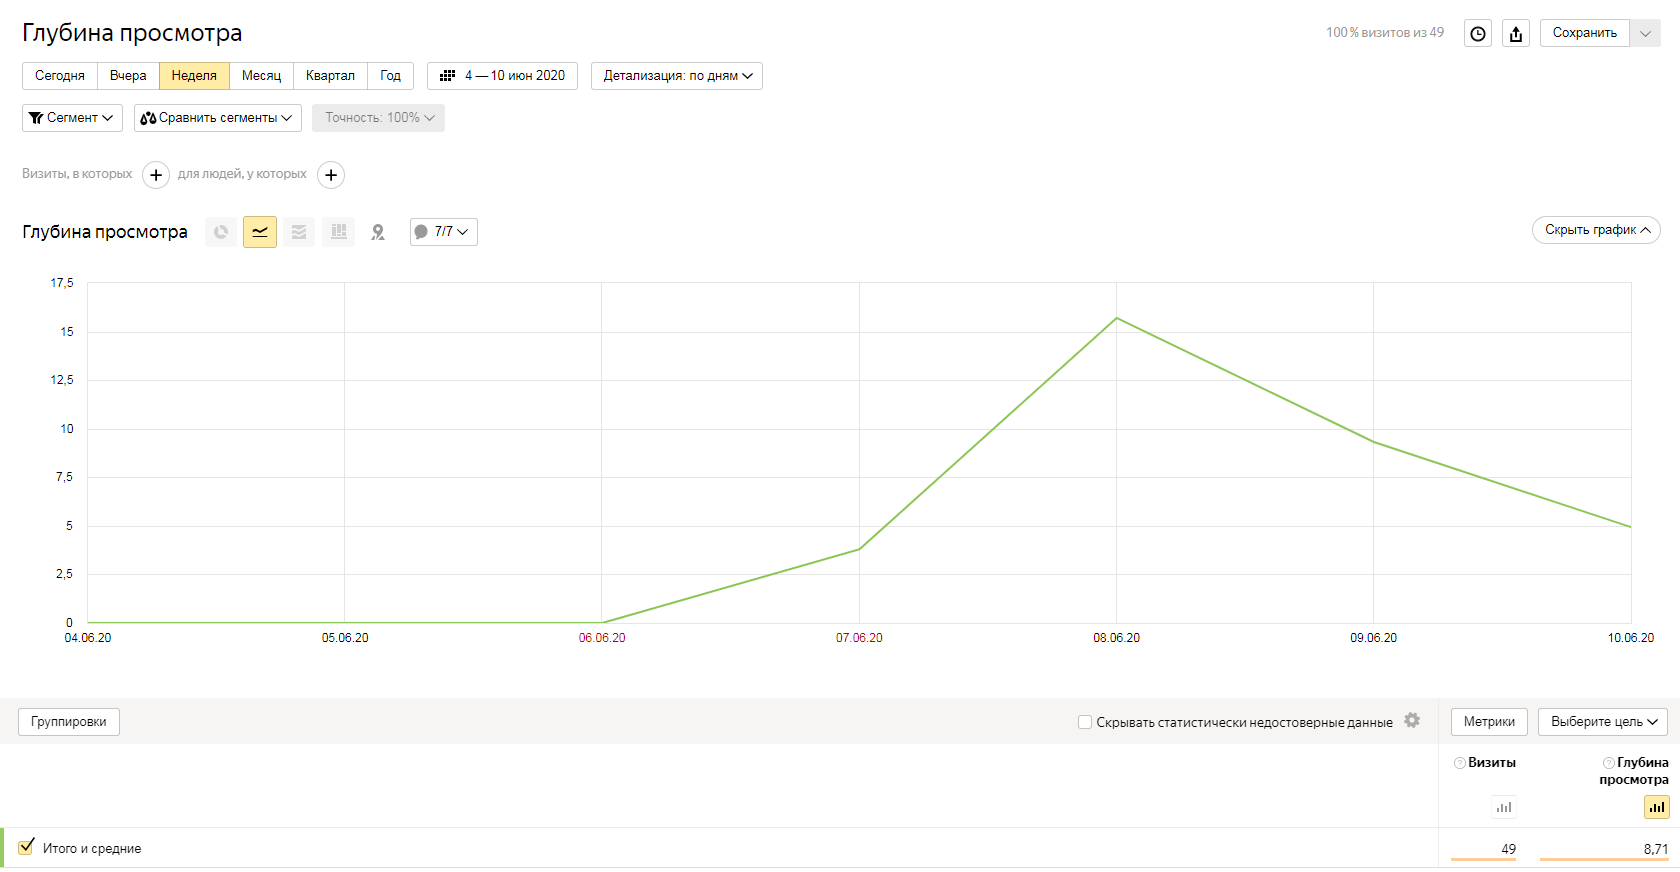 Глубина просмотра
100 % визитов из 49
Сохранить
Сегодня Вчера Неделя Месяц Квартал Год 4 — 10 июн 2020 Детализация: по дням
Сегмент Сравнить сегменты Точность: 100%
Визиты, в которых + для людей, у которых +
Глубина просмотра 7/7 Скрыть график
17,5
15
12,5
10
7,5
5
2,5
0
04.06.20 05.06.20 06.06.20 07.06.20 08.06.20 09.06.20 10.06.20
Группировки Скрывать статистически недостоверные данные Метрики Выберите цель
? Визиты ? Глубина
просмотра
Итого и средние 49 8,71